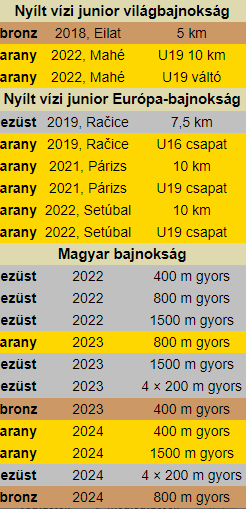 Nyílt vízi junior világbajnokság
bronz 2018, Eilat 5 km
arany 2022, Mahé U19 10 km
arany 2022, Mahé U19 váltó
Nyílt vízi junior Európa-bajnokság
ezüst 2019, Račice 7,5 km
arany 2019, Račice U16 csapat
arany 2021, Párizs 10 km
arany 2021, Párizs U19 csapat
arany 2022, Setúbal 10 km
arany 2022, Setúbal U19 csapat
Magyar bajnokság
ezüst 2022 400 m gyors
ezüst 2022 800 m gyors
ezüst 2022 1500 m gyors
arany 2023 800 m gyors
ezüst 2023 1500 m gyors
ezüst 2023 4 × 200 m gyors
bronz 2023 400 m gyors
arany 2024 400 m gyors
arany 2024 1500 m gyors
ezüst 2024 4 × 200 m gyors
bronz 2024 800 m gyors